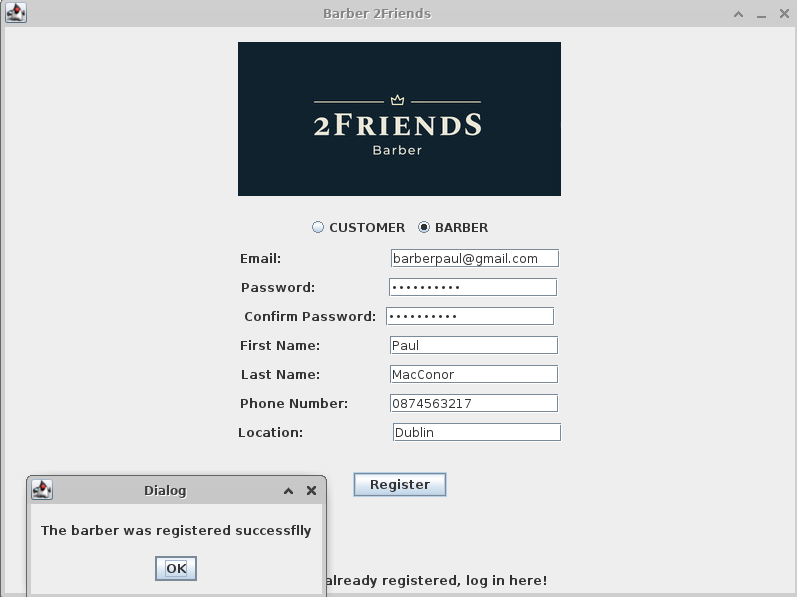 Barber 2Friends
2FRIENDS
Barber
CUSTOMER BARBER
Email: barberpaul@gmail.com
Password: ••••••••••
Confirm Password: ••••••••••
First Name: Paul
Last Name: MacConor
Phone Number: 0874563217
Location: Dublin
Register
Dialog
The barber was registered successflly
OK
already registered, log in here!